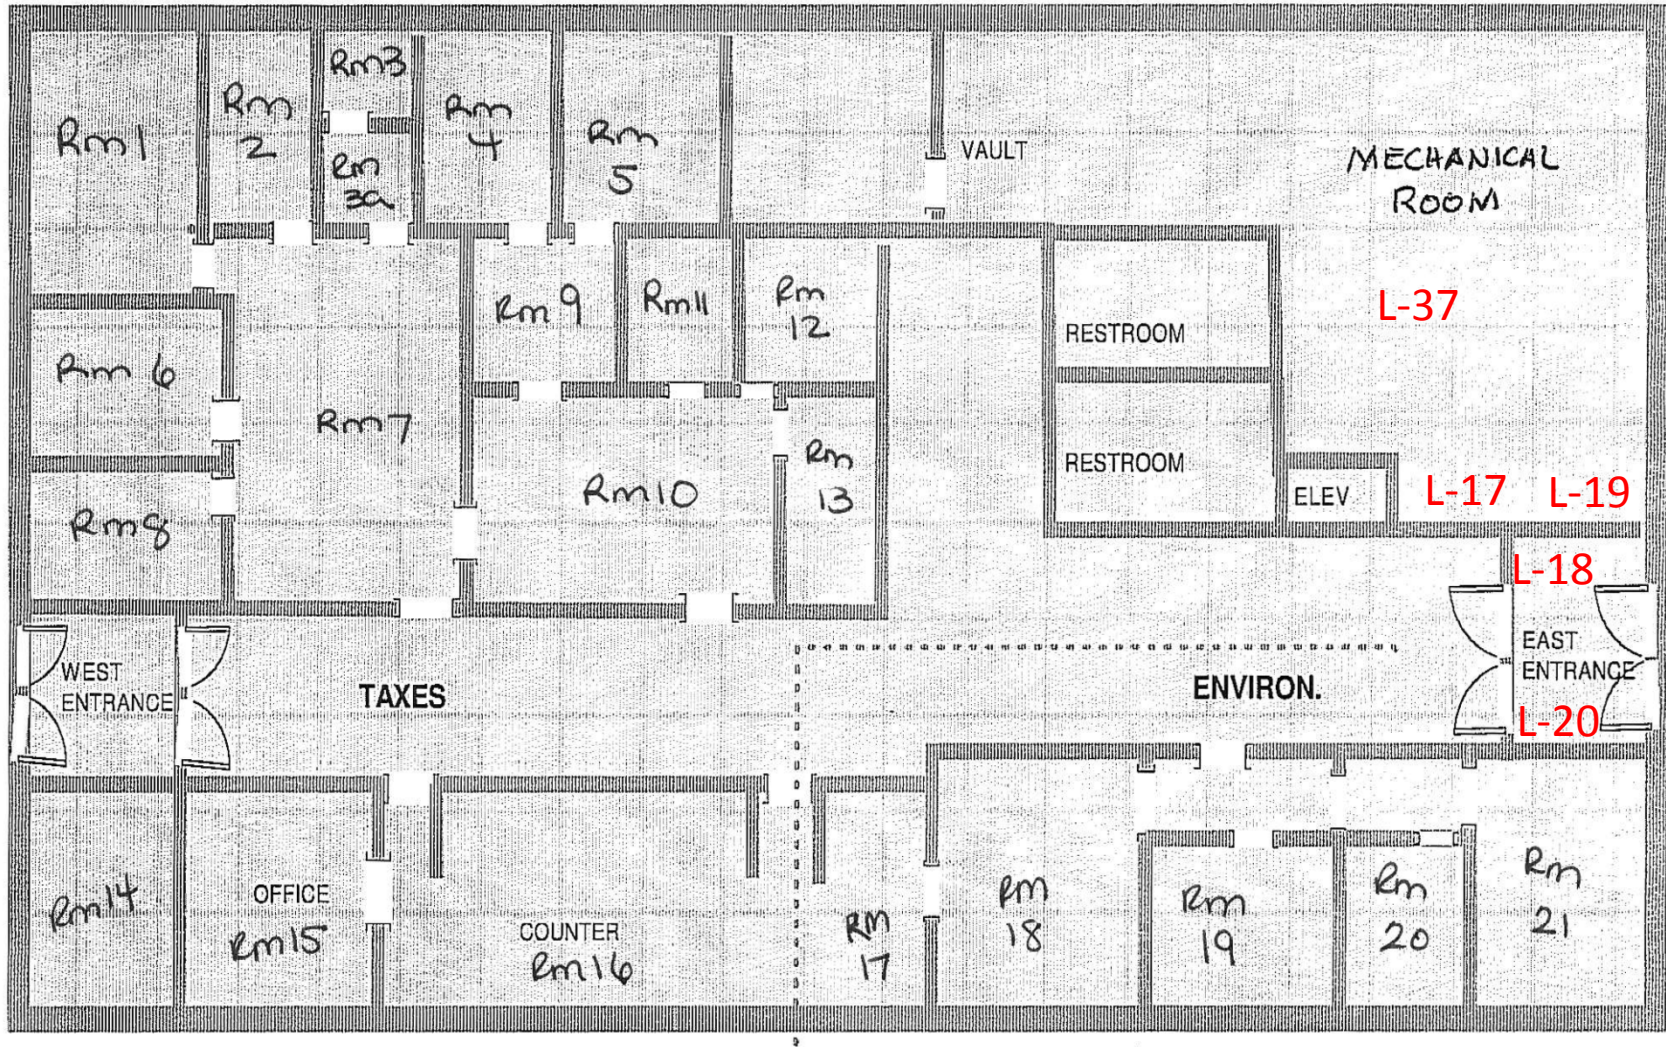 Rm1
Rm
2
Rm3
Rm
3a
Rm
4
Rm
5
VAULT
MECHANICAL
ROOM
Rm 6
Rm7
Rm 9
Rm11
Rm
12
RESTROOM
L-37
Rm8
Rm10
Rm
13
RESTROOM
ELEV
L-17
L-19
L-18
WEST
ENTRANCE
TAXES
ENVIRON.
EAST
ENTRANCE
L-20
Rm14
OFFICE
Rm15
COUNTER
Rm16
RM
17
RM
18
Rm
19
Rm
20
Rm
21